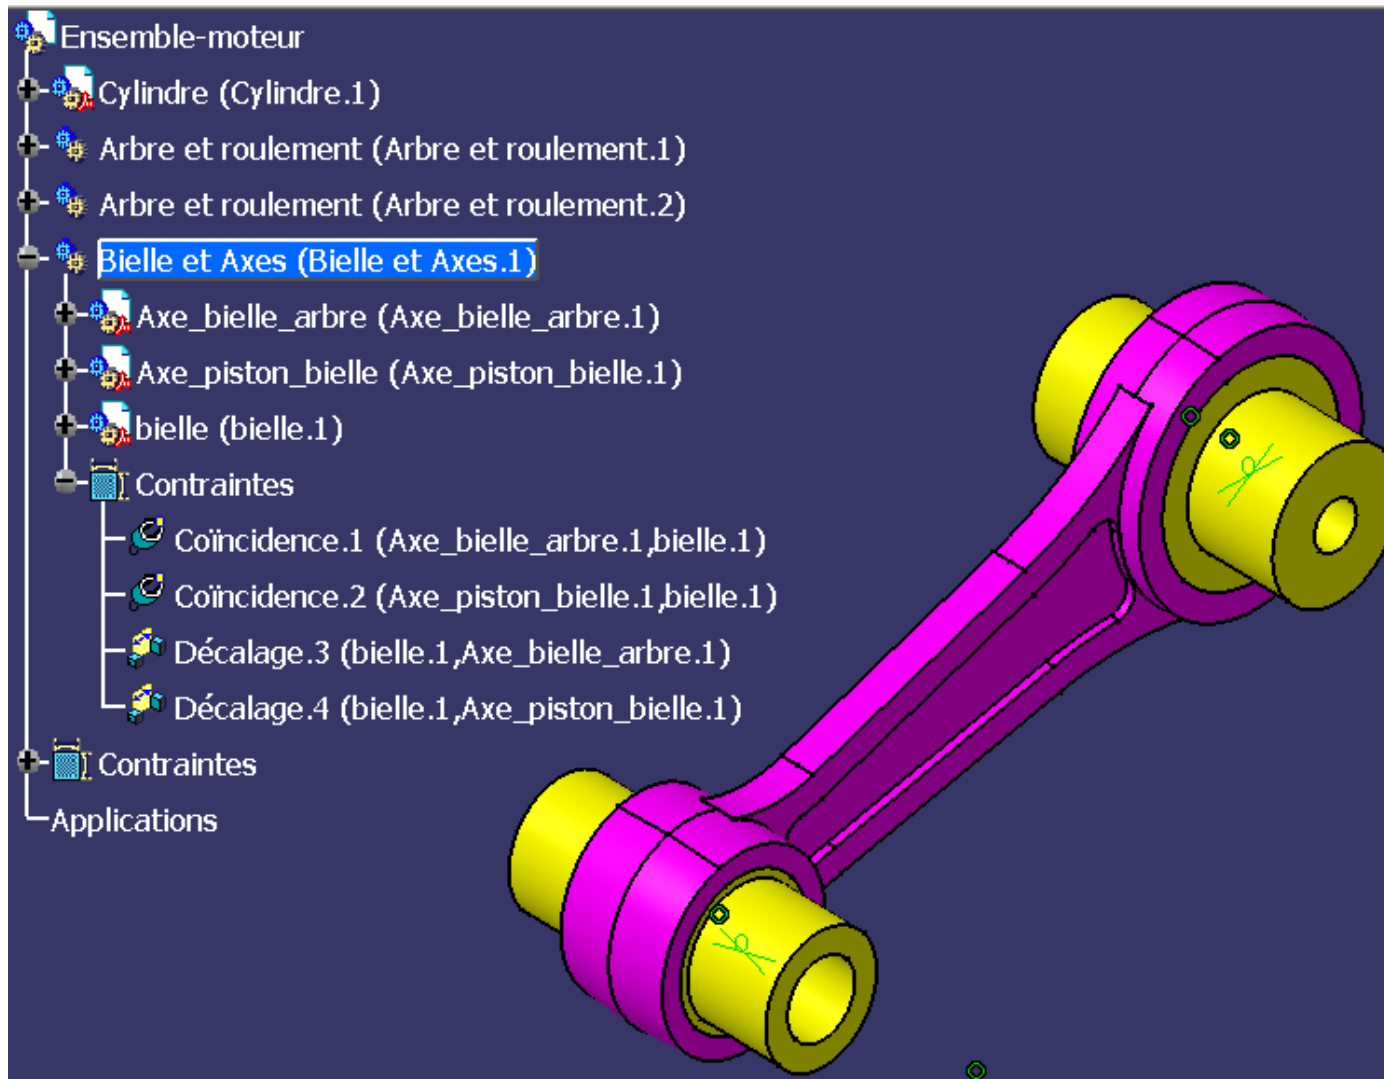 Ensemble-moteur
Cylindre (Cylindre.1)
Arbre et roulement (Arbre et roulement.1)
Arbre et roulement (Arbre et roulement.2)
Bielle et Axes (Bielle et Axes.1)
Axe_bielle_arbre (Axe_bielle_arbre.1)
Axe_piston_bielle (Axe_piston_bielle.1)
bielle (bielle.1)
Contraintes
Coïncidence.1 (Axe_bielle_arbre.1,bielle.1)
Coïncidence.2 (Axe_piston_bielle.1,bielle.1)
Décalage.3 (bielle.1,Axe_bielle_arbre.1)
Décalage.4 (bielle.1,Axe_piston_bielle.1)
Contraintes
Applications